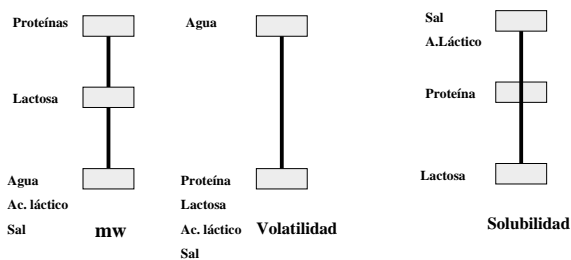 Proteínas
Lactosa
Agua
Ac. láctico
Sal
mw
Agua
Proteína
Lactosa
Ac. láctico
Sal
Volatilidad
Sal
A.Láctico
Proteína
Lactosa
Solubilidad